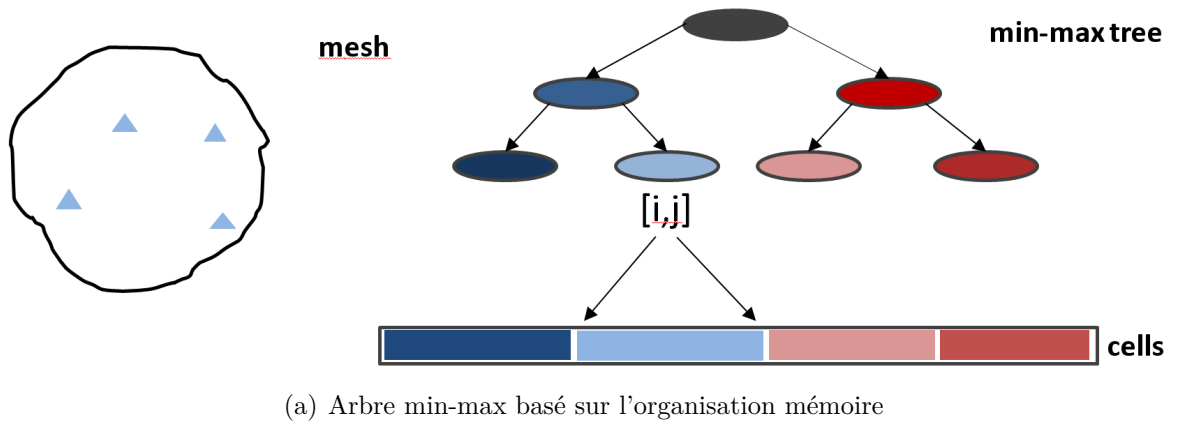 mesh
min-max tree
[i,j]
cells
(a) Arbre min-max basé sur l'organisation mémoire